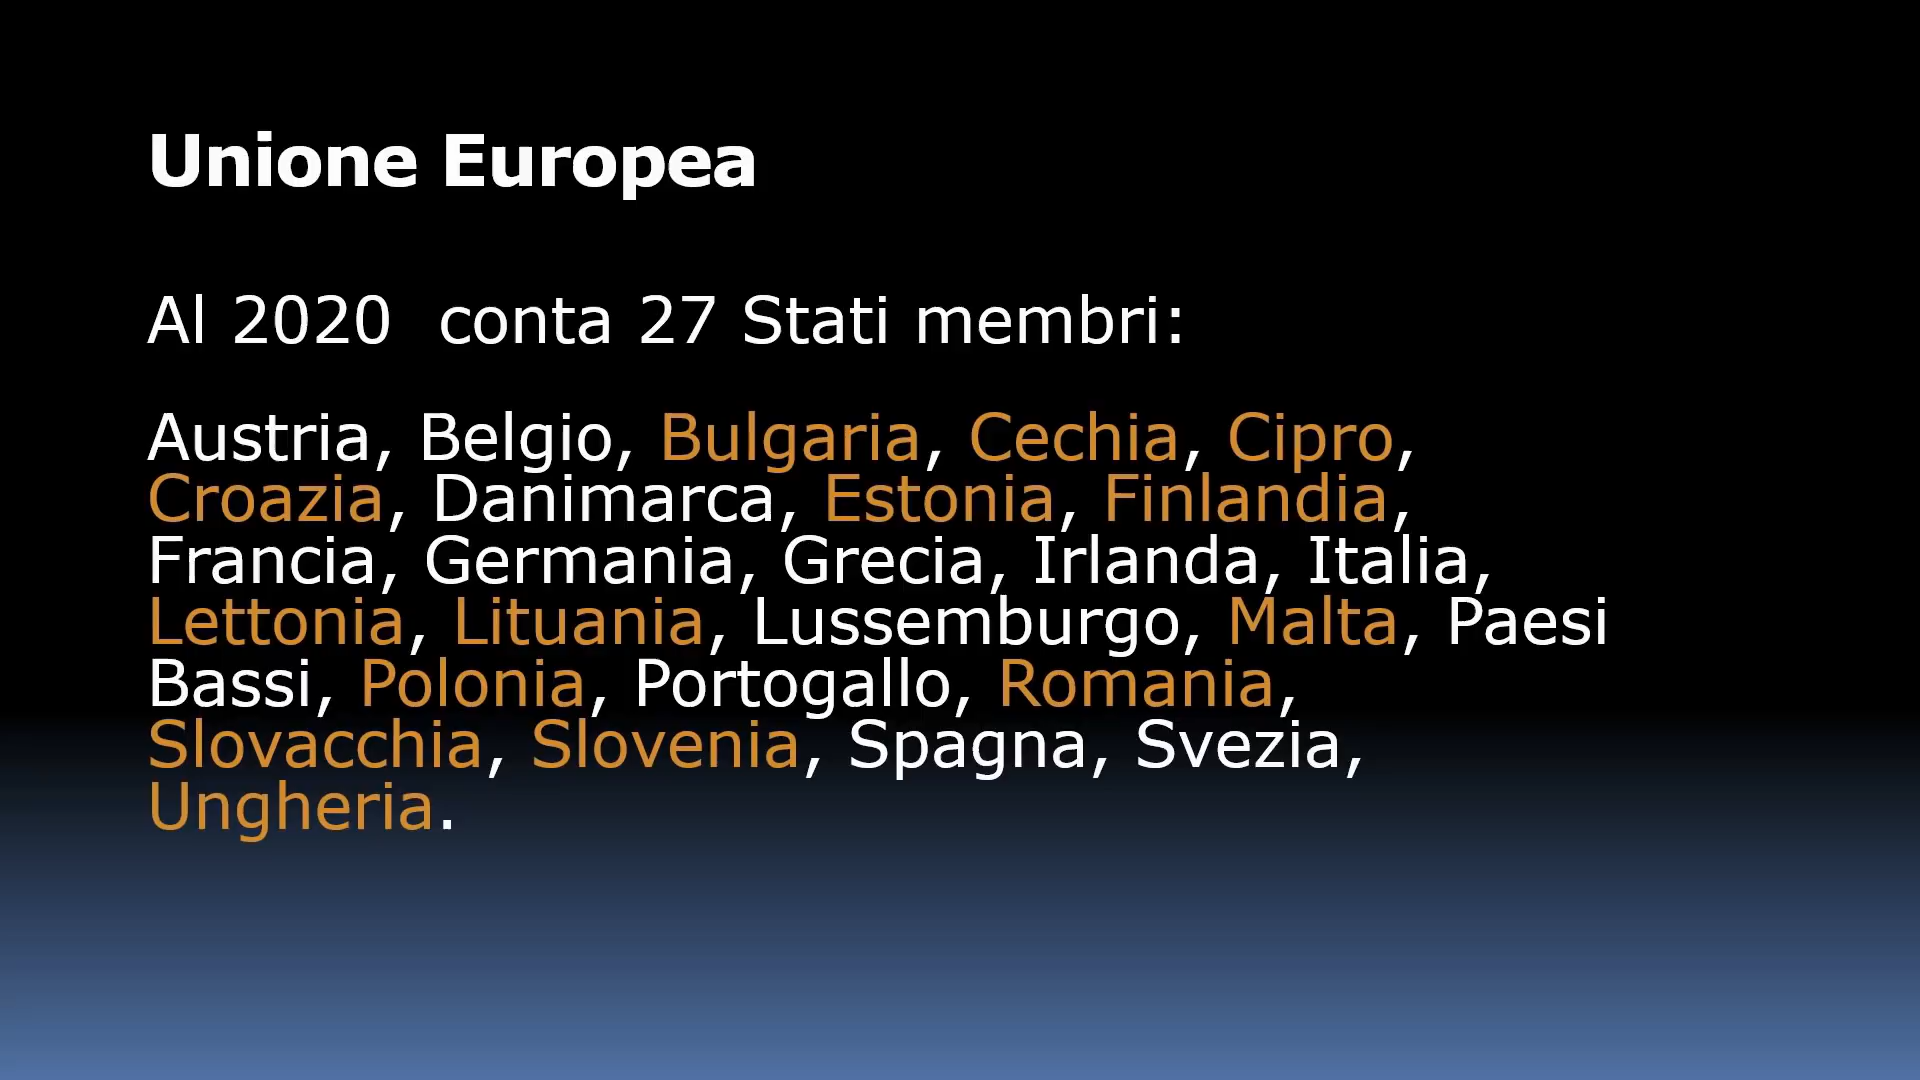 Unione Europea
Al 2020  conta 27 Stati membri:
Austria, Belgio, Bulgaria, Cechia, Cipro,
Croazia, Danimarca, Estonia, Finlandia,
Francia, Germania, Grecia, Irlanda, Italia,
Lettonia, Lituania, Lussemburgo, Malta, Paesi
Bassi, Polonia, Portogallo, Romania,
Slovacchia, Slovenia, Spagna, Svezia,
Ungheria.